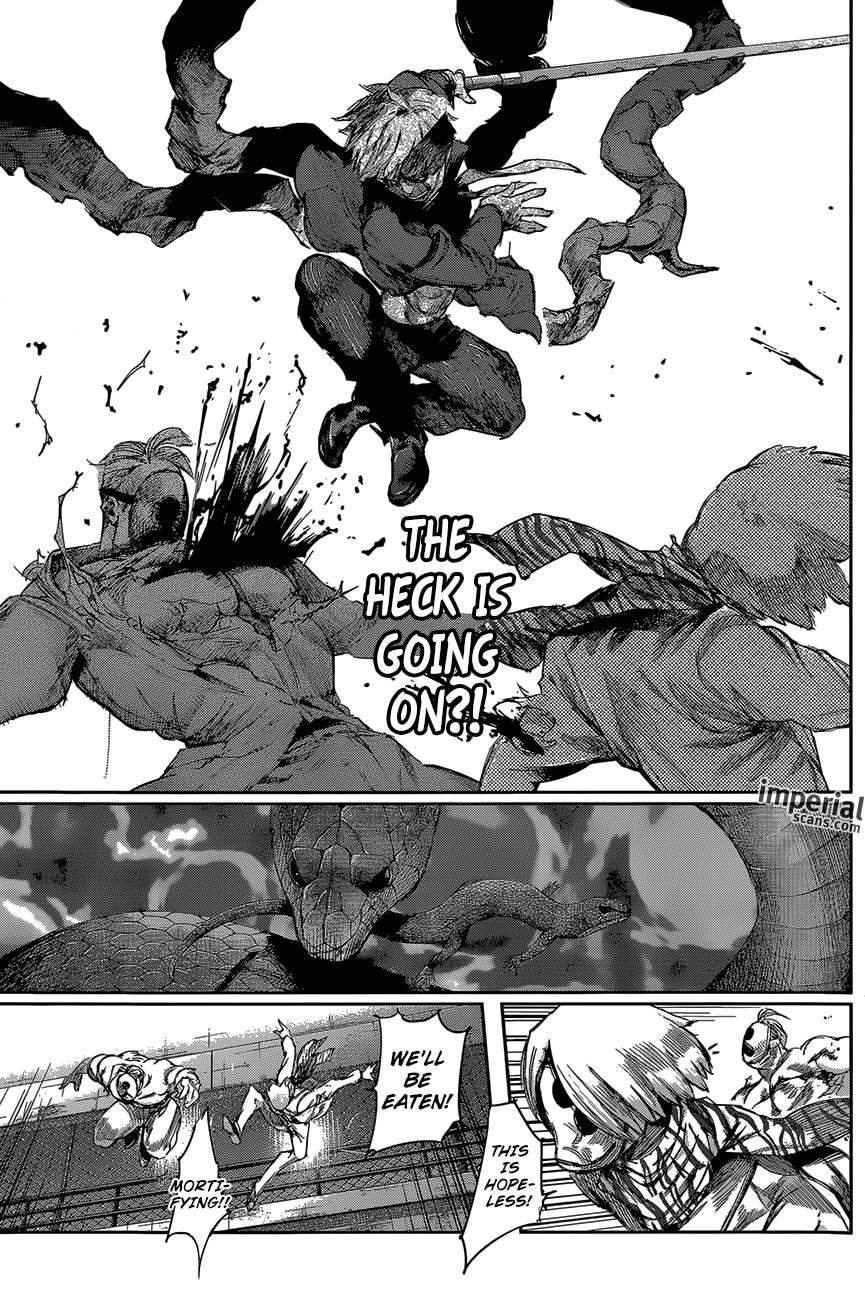 THE
HECK IS
GOING
ON?!
imperial
scans.com
THIS
IS
HOPE-
LESS!
WE'LL
BE
EATEN!
MORTI-
FYING!!